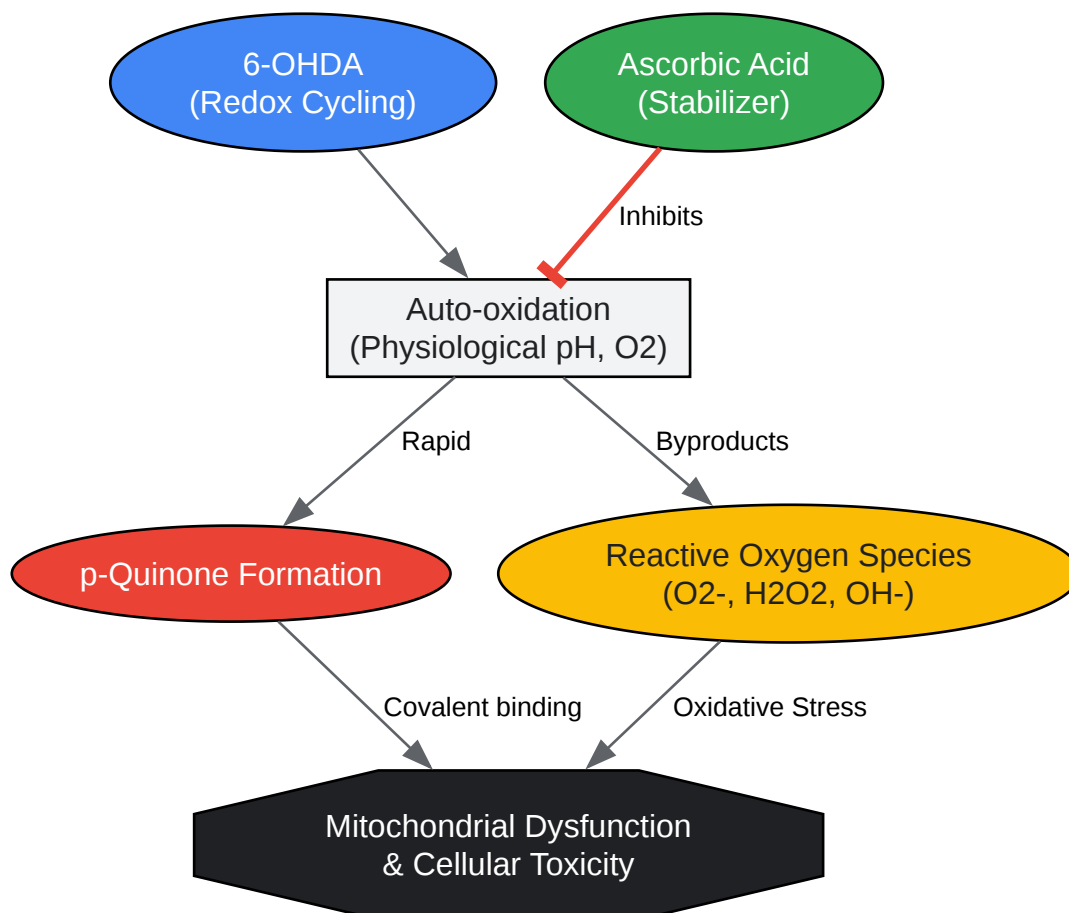 6-OHDA
(Redox Cycling)
Ascorbic Acid
(Stabilizer)
Inhibits
Auto-oxidation
(Physiological pH, O2)
Rapid
Byproducts
p-Quinone Formation
Reactive Oxygen Species
(O2-, H2O2, OH-)
Covalent binding
Oxidative Stress
Mitochondrial Dysfunction
& Cellular Toxicity